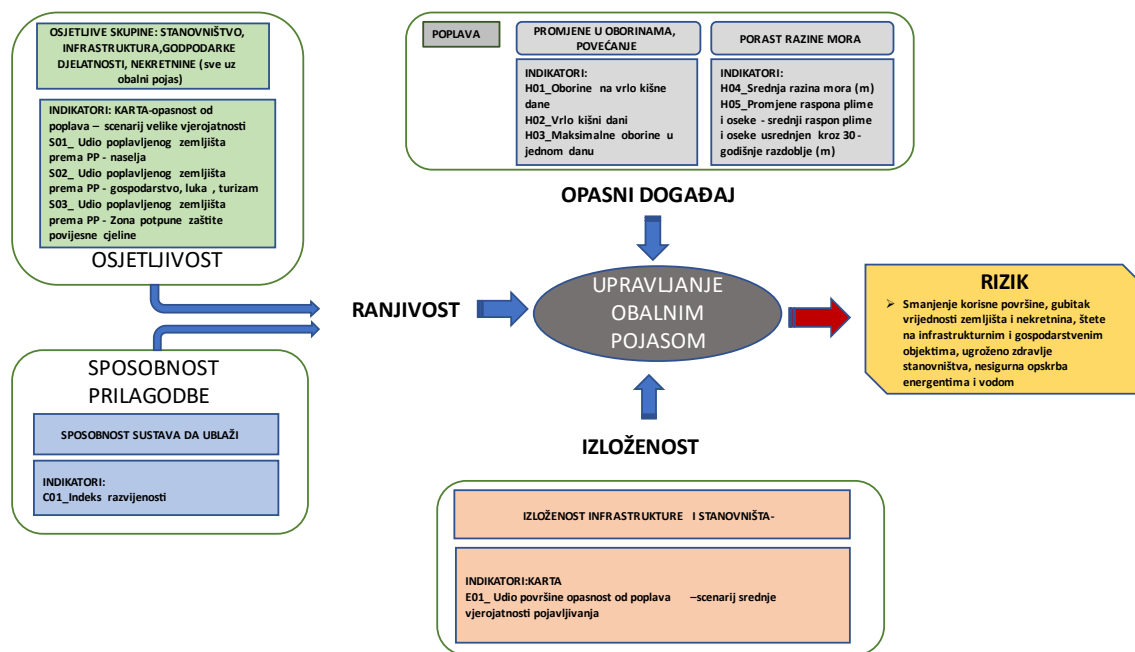 OSJETLJIVE SKUPINE: STANOVNIŠTVO,
INFRASTRUKTURA,GODPODARKE
DJELATNOSTI, NEKRETNINE (sve uz
obalni pojas)
INDIKATORI: KARTA-opasnost od
poplava – scenarij velike vjerojatnosti
S01_ Udio poplavljenog zemljišta
prema PP - naselja
S02_ Udio poplavljenog zemljišta
prema PP - gospodarstvo, luka , turizam
S03_ Udio poplavljenog zemljišta
prema PP - Zona potpune zaštite
povijesne cjeline
OSJETLJIVOST
POPLAVA
PROMJENE U OBORINAMA,
POVEĆANJE
INDIKATORI:
H01_Oborine na vrlo kišne
dane
H02_Vrlo kišni dani
H03_Maksimalne oborine u
jednom danu
PORAST RAZINE MORA
INDIKATORI:
H04_Srednja razina mora (m)
H05_Promjene raspona plime
i oseke - srednji raspon plime
i oseke usrednjen kroz 30-
godišnje razdoblje (m)
OPASNI DOGAĐAJ
RANJIVOST
UPRAVLJANJE
OBALNIM
POJASOM
RIZIK
➢ Smanjenje korisne površine, gubitak
vrijednosti zemljišta i nekretnina, štete
na infrastrukturnim i gospodarstvenim
objektima, ugroženo zdravlje
stanovništva, nesigurna opskrba
energentima i vodom
SPOSOBNOST
PRILAGODBE
SPOSOBNOST SUSTAVA DA UBLAŽI
INDIKATORI:
C01_Indeks razvijenosti
IZLOŽENOST
IZLOŽENOST INFRASTRUKTURE I STANOVNIŠTA-
INDIKATORI:KARTA
E01_ Udio površine opasnost od poplava –scenarij srednje
vjerojatnosti pojavljivanja